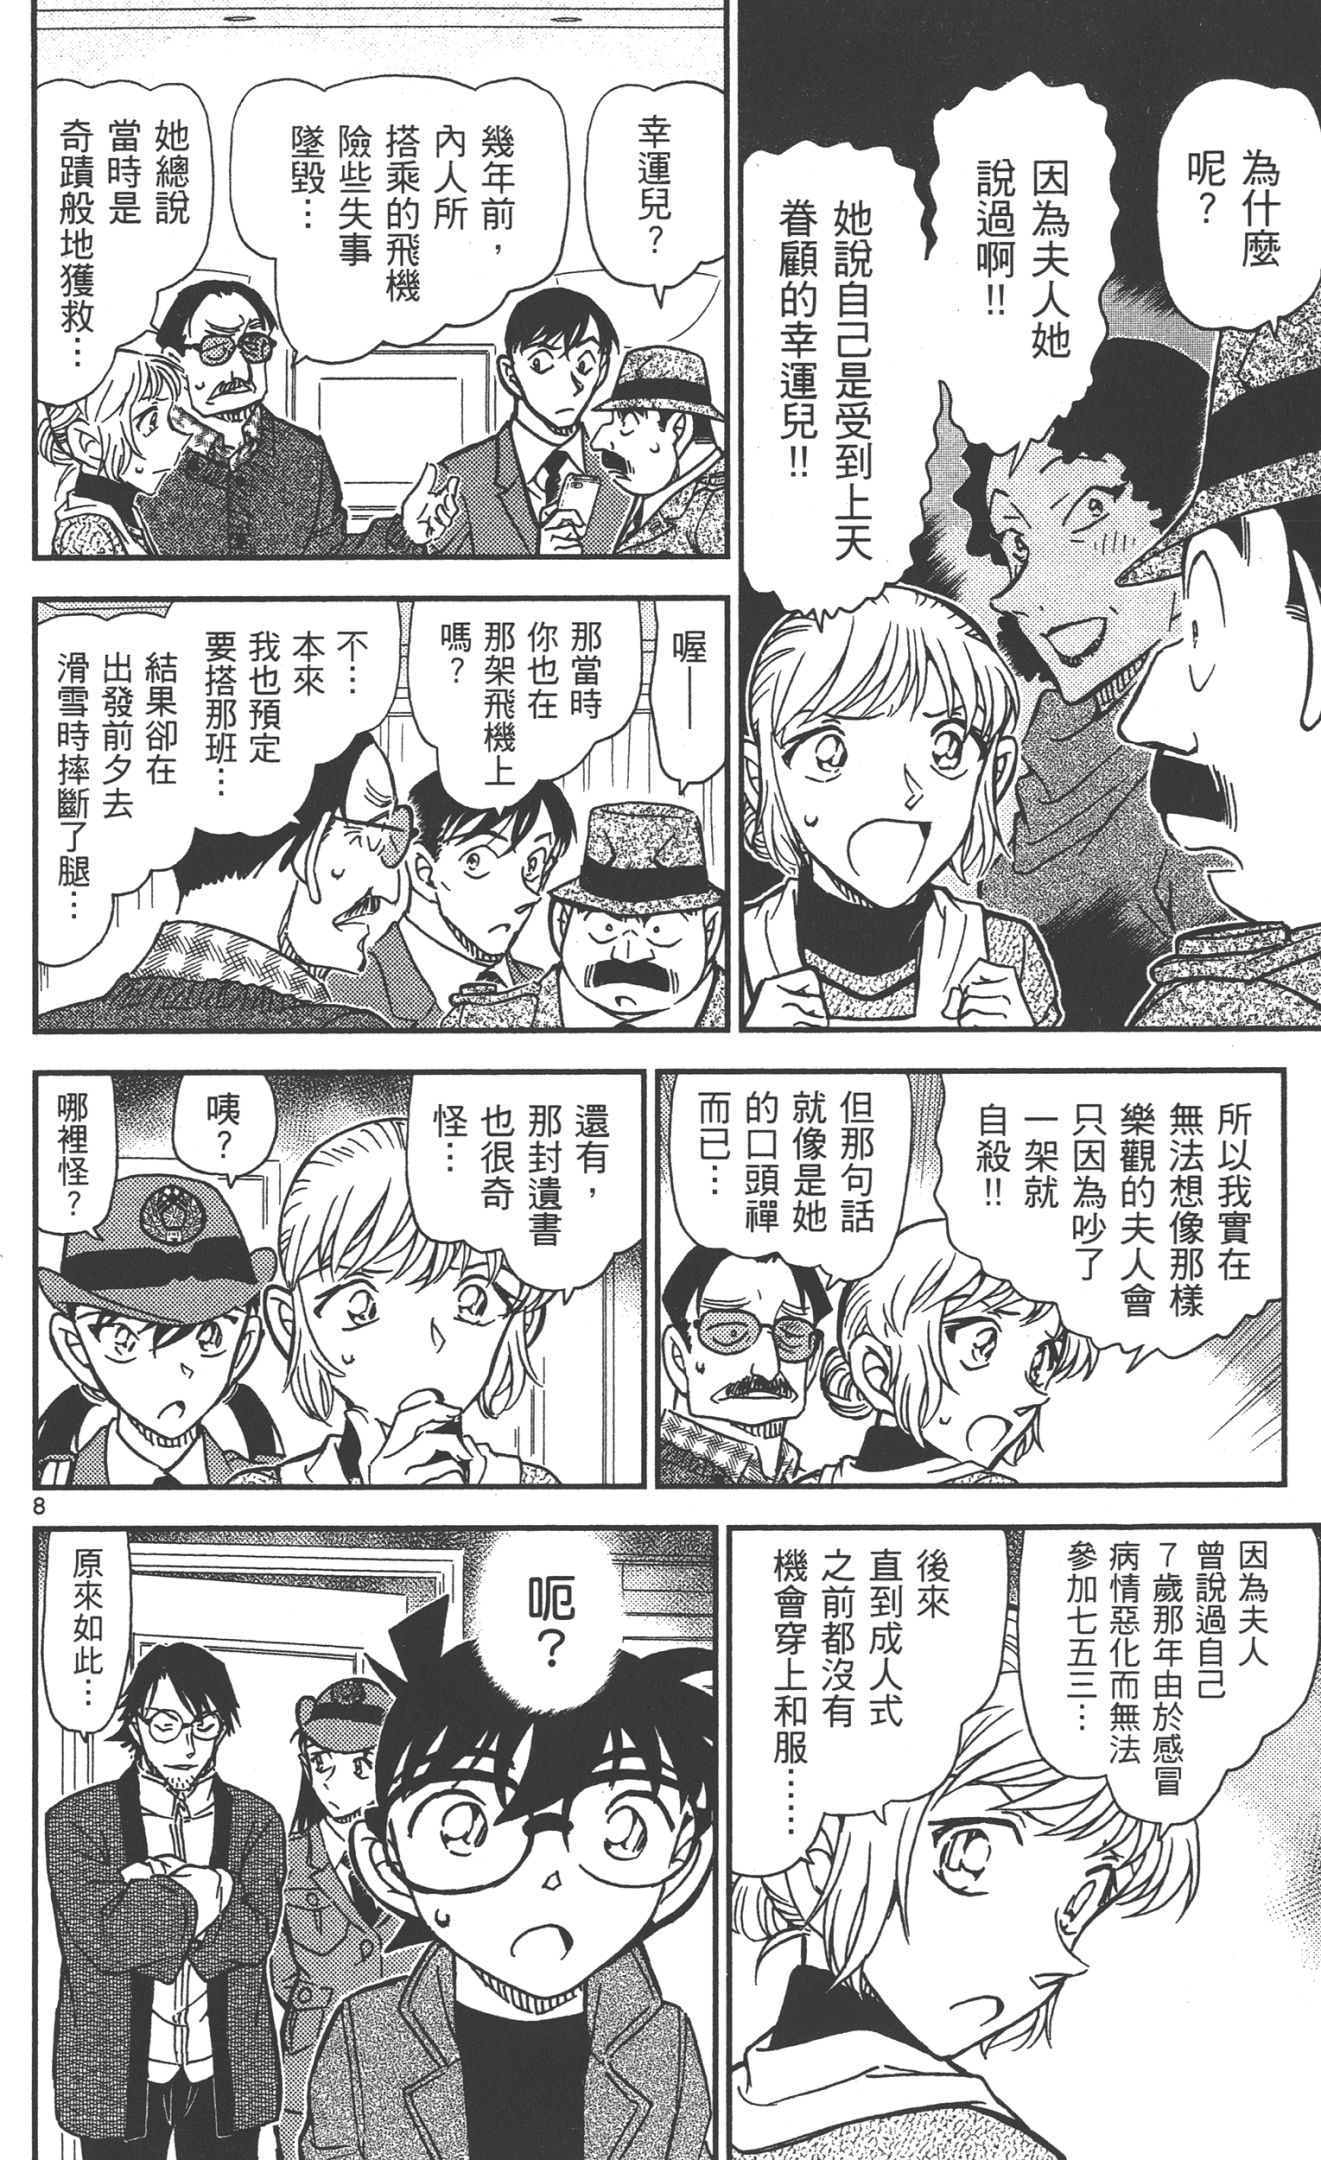 為什麼
呢？
因為夫人她
說過啊!!
她說自己是受到上天
眷顧的幸運兒!!
幸運兒？
幾年前，
內人所
搭乘的飛機
險些失事
墜毀…
她總說
當時是
奇蹟般地獲救…
喔——
那當時
你也在
那架飛機上
嗎？
不…
本來
我也預定
要搭那班…
結果卻在
出發前夕去
滑雪時摔斷了腿…
所以我實在
無法想像那樣
樂觀的夫人會
只因為吵了
一架就
自殺!!
但那句話
就像是她
的口頭禪
而已…
還有，
那封遺書
也很奇
怪…
咦？
哪裡怪？
8
因為夫人
曾說過自己
7歲那年由於感冒
病情惡化而無法
參加七五三…
後來
直到成人式
之前都沒有
機會穿上和服……
呃？
原來如此…